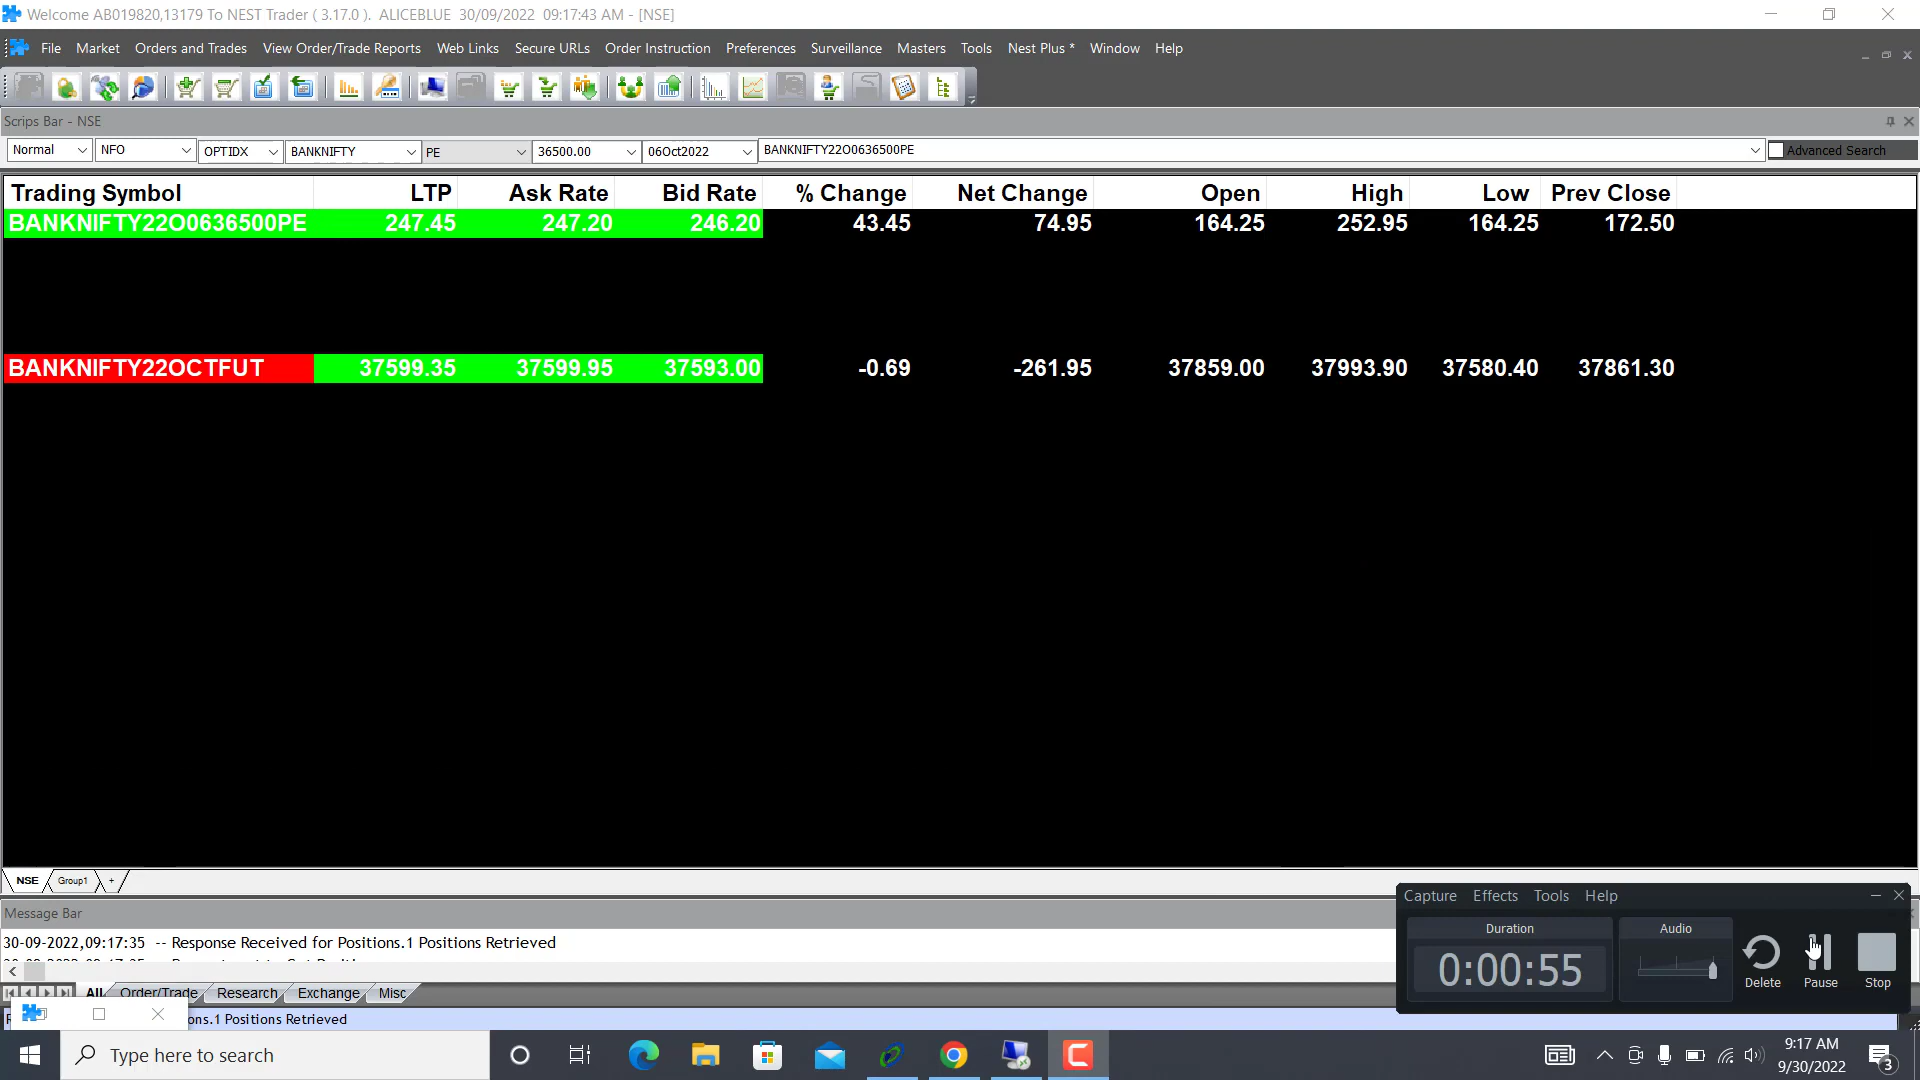 Welcome AB019820,13179 To NEST Trader ( 3.17.0 ). ALICEBLUE 30/09/2022 09:17:43 AM - [NSE]
File Market Orders and Trades View Order/Trade Reports Web Links Secure URLs Order Instruction Preferences Surveillance Masters Tools Nest Plus * Window Help
Scrips Bar - NSE
Normal NFO OPTIDX BANKNIFTY PE 36500.00 06Oct2022 BANKNIFTY22O0636500PE Advanced Search
Trading Symbol LTP Ask Rate Bid Rate % Change Net Change Open High Low Prev Close
BANKNIFTY22O0636500PE 247.45 247.20 246.20 43.45 74.95 164.25 252.95 164.25 172.50
BANKNIFTY22OCTFUT 37599.35 37599.95 37593.00 -0.69 -261.95 37859.00 37993.90 37580.40 37861.30
NSE Group1 +
Message Bar
30-09-2022,09:17:35 -- Response Received for Positions.1 Positions Retrieved
All Order/Trade Research Exchange Misc
ons.1 Positions Retrieved
Capture Effects Tools Help
Duration Audio
0:00:55
Delete Pause Stop
Type here to search
9:17 AM
9/30/2022
3